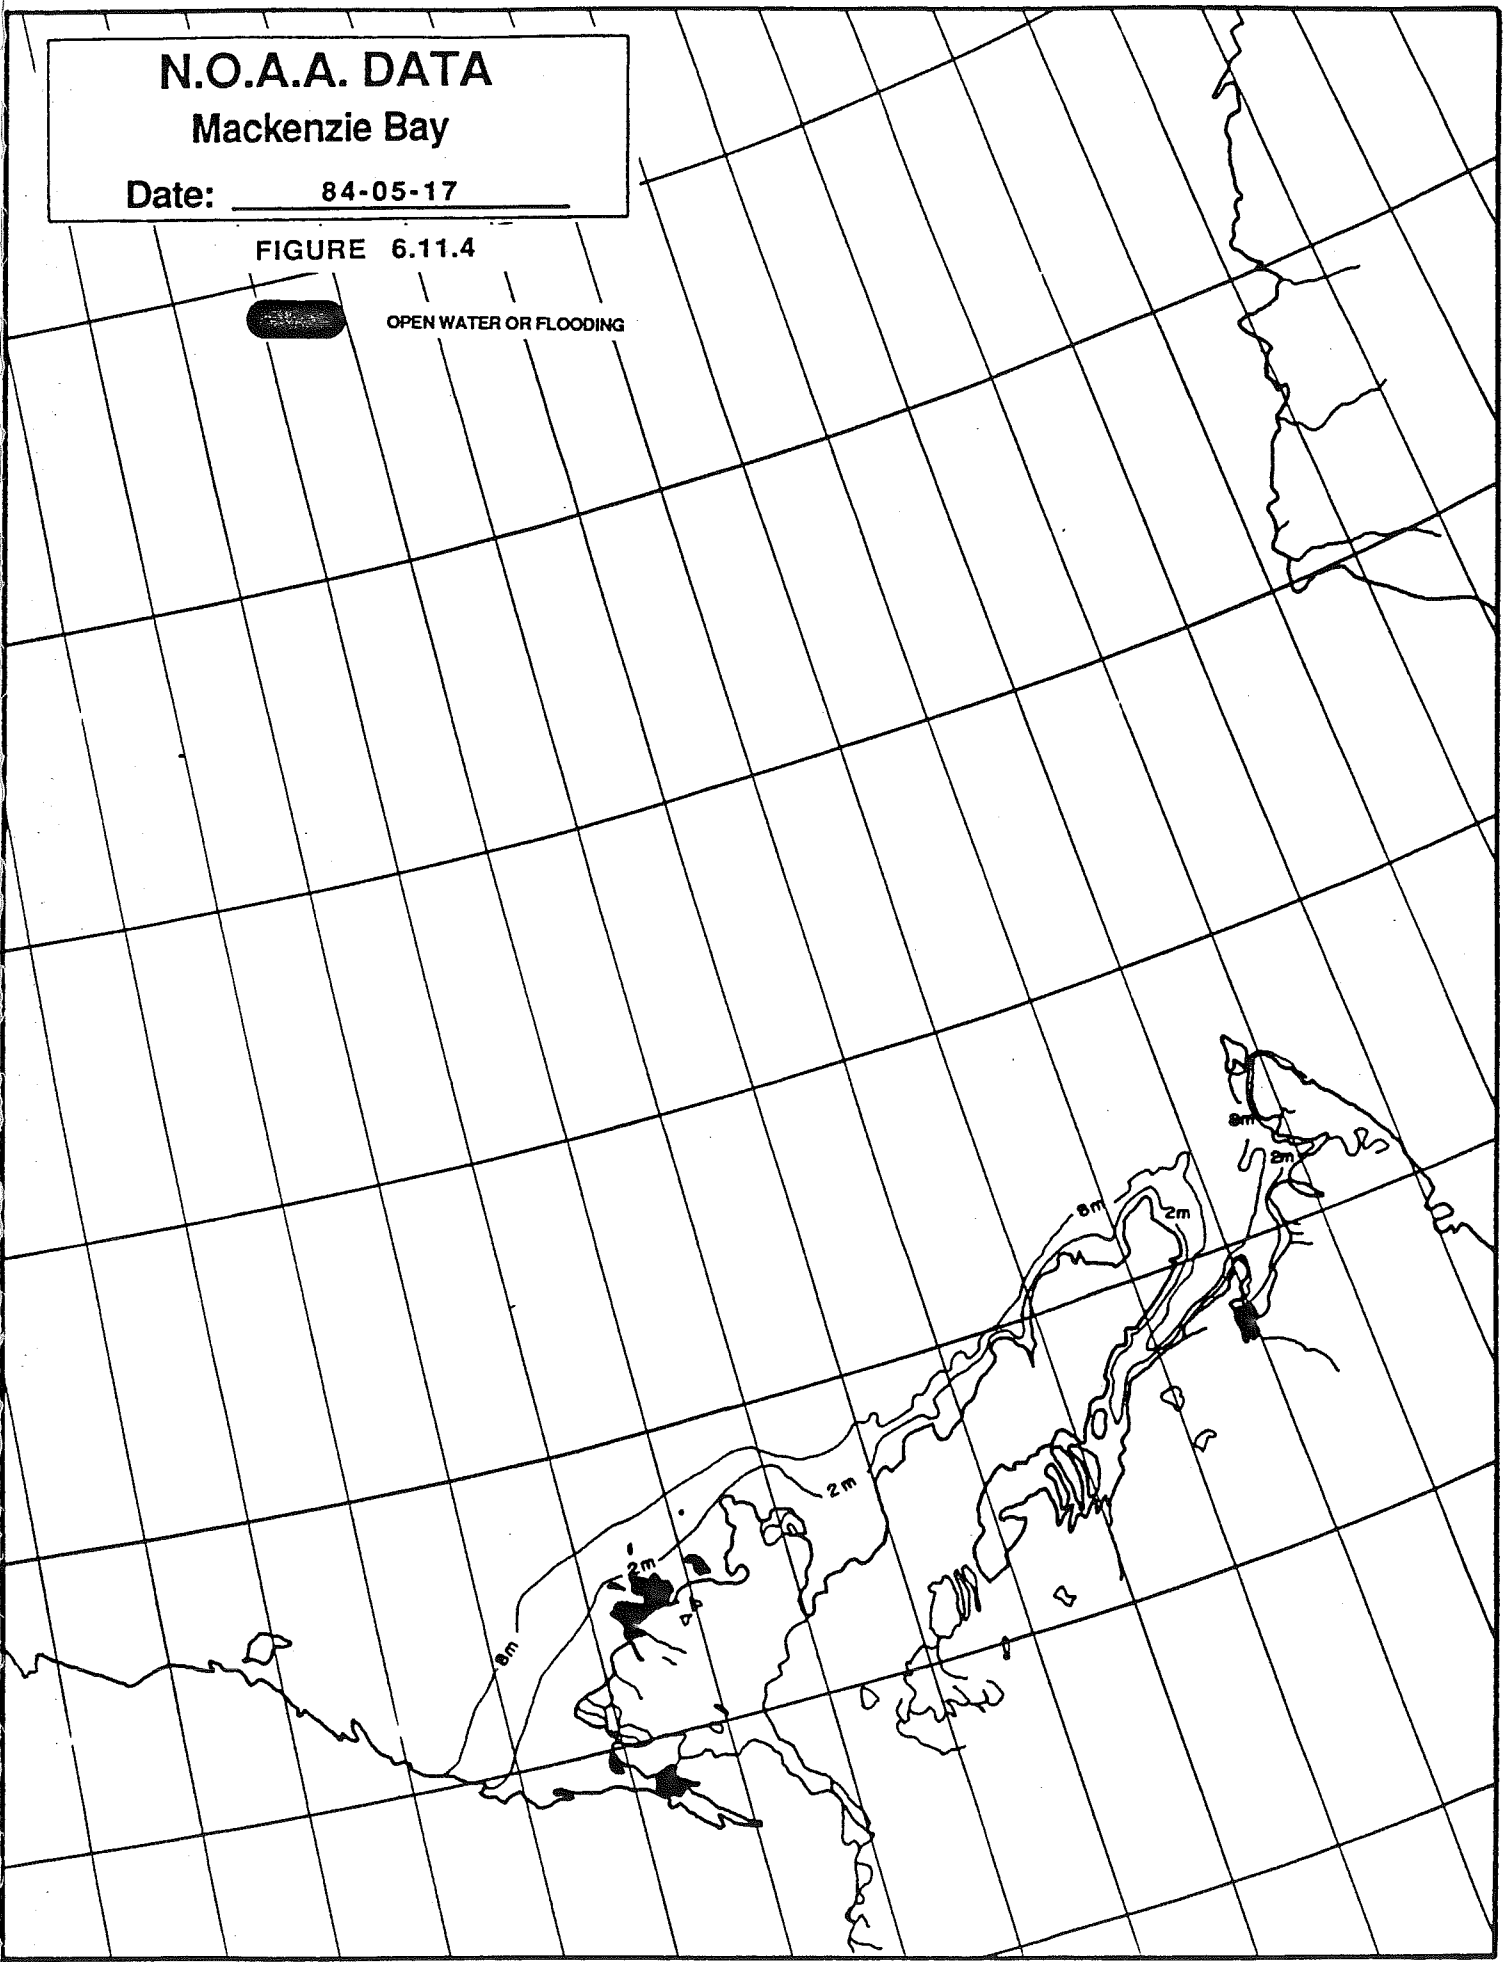 N.O.A.A. DATA
Mackenzie Bay
Date: 84-05-17
FIGURE 6.11.4
OPEN WATER OR FLOODING
8m
2m
8m
2m
2m
2m
8m